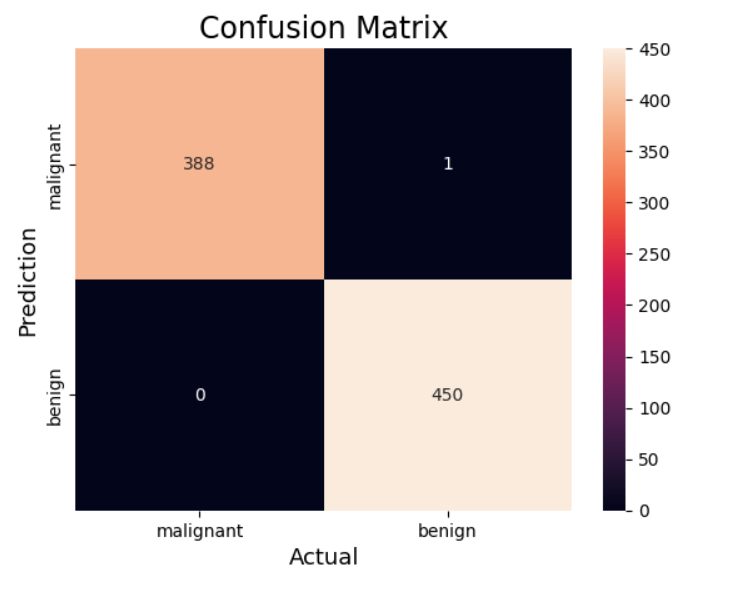 Confusion Matrix
malignant
388
1
Prediction
benign
0
450
malignant
benign
Actual
450
400
350
300
250
200
150
100
50
0